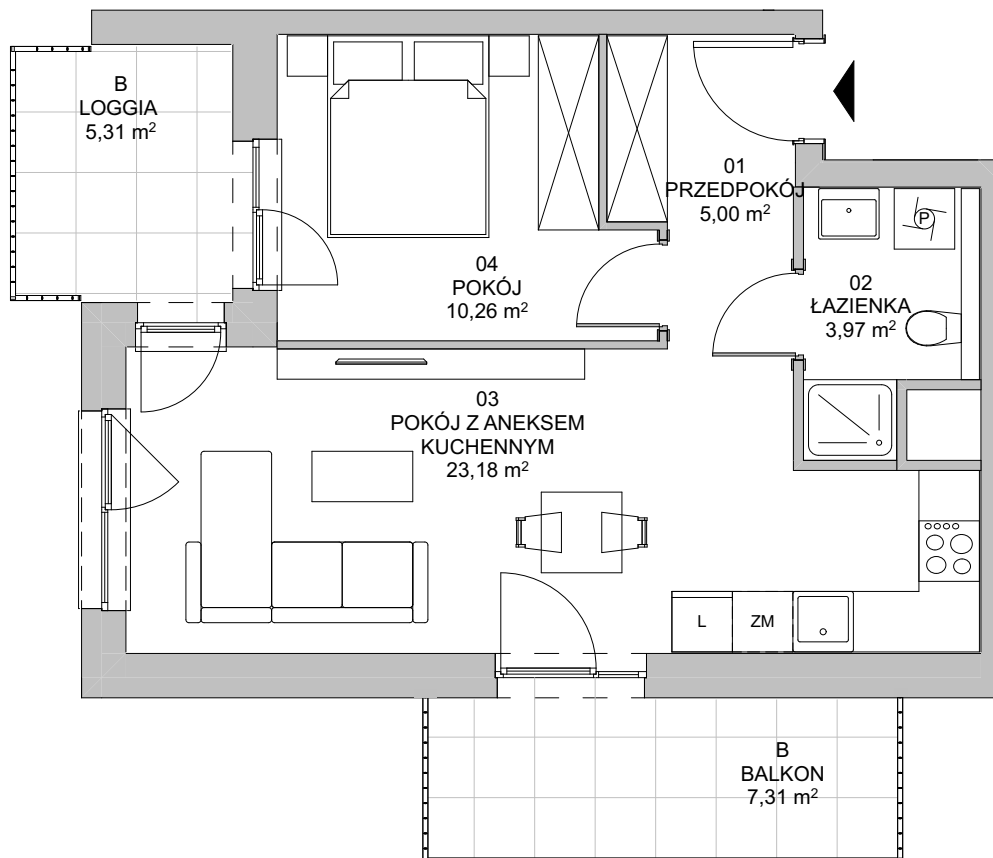 B
LOGGIA
5,31 m²
01
PRZEDPOKÓJ
5,00 m²
P
04
POKÓJ
10,26 m²
02
ŁAZIENKA
3,97 m²
03
POKÓJ Z ANEKSEM
KUCHENNYM
23,18 m²
L
ZM
B
BALKON
7,31 m²